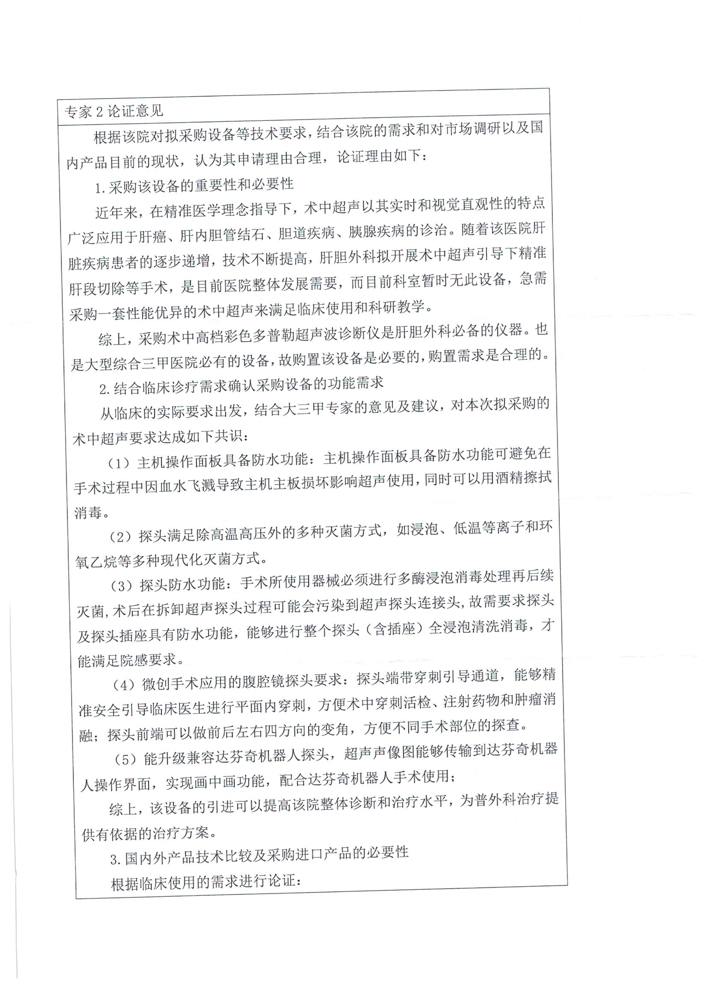 专家2论证意见
根据该院对拟采购设备等技术要求，结合该院的需求和对市场调研以及国
内产品目前的现状，认为其申请理由合理，论证理由如下：
1.采购该设备的重要性和必要性
近年来，在精准医学理念指导下，术中超声以其实时和视觉直观性的特点
广泛应用于肝癌、肝内胆管结石、胆道疾病、胰腺疾病的诊治。随着该医院肝
脏疾病患者的逐步递增，技术不断提高，肝胆外科拟开展术中超声引导下精准
肝段切除等手术，是目前医院整体发展需要，而目前科室暂时无此设备，急需
采购一套性能优异的术中超声来满足临床使用和科研教学。
综上，采购术中高档彩色多普勒超声波诊断仪是肝胆外科必备的仪器。也
是大型综合三甲医院必有的设备，故购置该设备是必要的，购置需求是合理的。
2.结合临床诊疗需求确认采购设备的功能需求
从临床的实际要求出发，结合大三甲专家的意见及建议，对本次拟采购的
术中超声要求达成如下共识：
（1）主机操作面板具备防水功能：主机操作面板具备防水功能可避免在
手术过程中因血水飞溅导致主机主板损坏影响超声使用，同时可以用酒精擦拭
消毒。
（2）探头满足除高温高压外的多种灭菌方式，如浸泡、低温等离子和环
氧乙烷等多种现代化灭菌方式。
（3）探头防水功能：手术所使用器械必须进行多酶浸泡消毒处理再后续
灭菌，术后在拆卸超声探头过程可能会污染到超声探头连接头，故需要求探头
及探头插座具有防水功能，能够进行整个探头（含插座）全浸泡清洗消毒，才
能满足院感要求。
（4）微创手术应用的腹腔镜探头要求：探头端带穿刺引导通道，能够精
准安全引导临床医生进行平面内穿刺，方便术中穿刺活检、注射药物和肿瘤消
融；探头前端可以做前后左右四方向的变角，方便不同手术部位的探查。
（5）能升级兼容达芬奇机器人探头，超声声像图能够传输到达芬奇机器
人操作界面，实现画中画功能，配合达芬奇机器人手术使用；
综上，该设备的引进可以提高该院整体诊断和治疗水平，为普外科治疗提
供有依据的治疗方案。
3.国内外产品技术比较及采购进口产品的必要性
根据临床使用的需求进行论证：